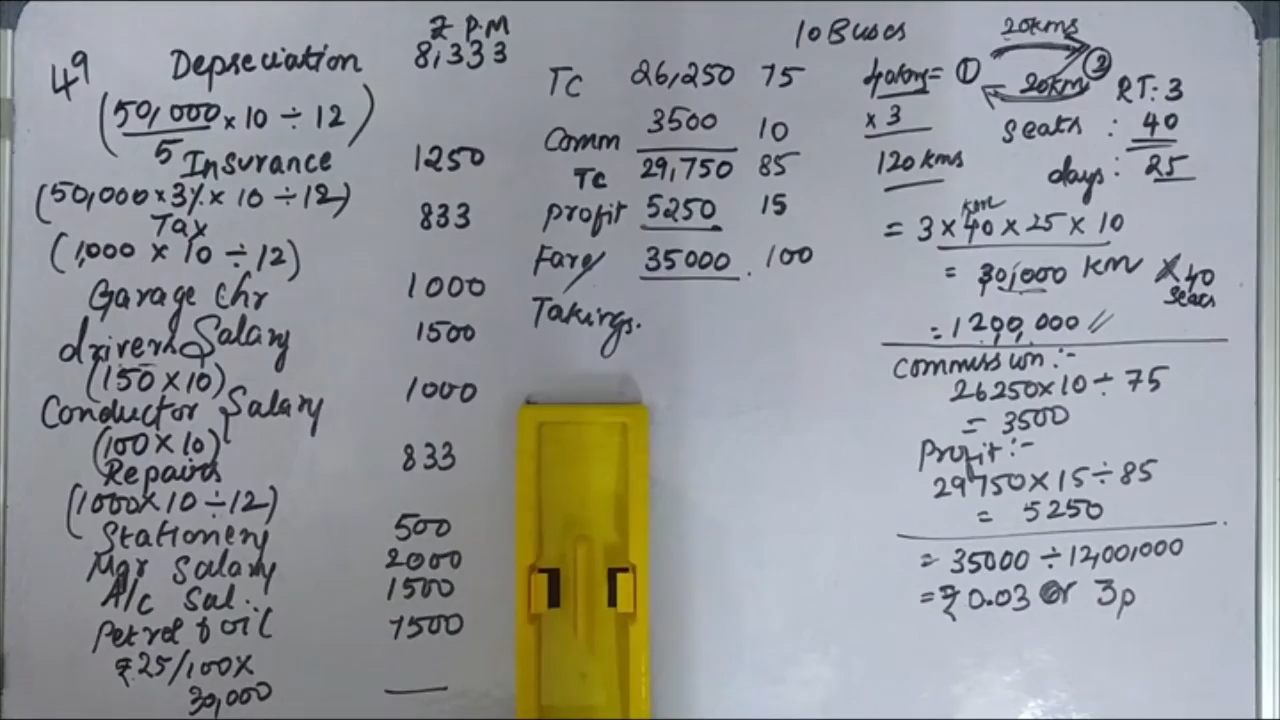 49
₹ P.M
Depreciation 8,333
(50,000/5 × 10 ÷ 12)
Insurance 1250
(50,000 × 3% × 10 ÷ 12)
Tax 833
(1,000 × 10 ÷ 12)
Garage Chr 1000
drivers Salary 1500
(150 × 10)
Conductor Salary 1000
(100 × 10)
Repairs 833
(1000 × 10 ÷ 12)
Stationery 500
Mgr Salary 2000
A/c Sal.. 1500
Petrol & oil 7500
₹25/100 ×
30,000
TC 26,250 75
Comm 3500 10
TC 29,750 85
Profit 5250 15
Fare/ 35000 100
Takings.
10 Buses
20kms
= ① 20km ②
× 3
120 kms
RT: 3
Seats : 40
days : 25
km
= 3 × 40 × 25 × 10
= 30,000 KM × 40
Seats
= 1200,000 //
Commission :-
26250 × 10 ÷ 75
= 3500
Profit :-
29750 × 15 ÷ 85
= 5250
= 35000 ÷ 12,00,000
= ₹ 0.03 or 3p